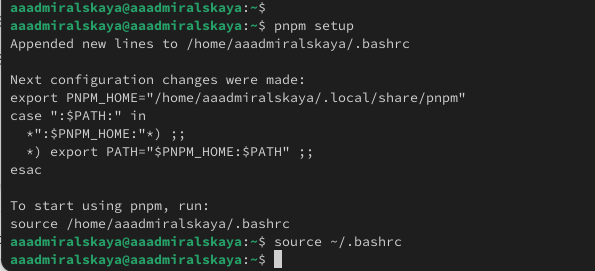 aaadmiralskaya@aaadmiralskaya:~$
aaadmiralskaya@aaadmiralskaya:~$ pnpm setup
Appended new lines to /home/aaadmiralskaya/.bashrc

Next configuration changes were made:
export PNPM_HOME="/home/aaadmiralskaya/.local/share/pnpm"
case ":$PATH:" in
  *":$PNPM_HOME:"*) ;;
  *) export PATH="$PNPM_HOME:$PATH" ;;
esac

To start using pnpm, run:
source /home/aaadmiralskaya/.bashrc
aaadmiralskaya@aaadmiralskaya:~$ source ~/.bashrc
aaadmiralskaya@aaadmiralskaya:~$